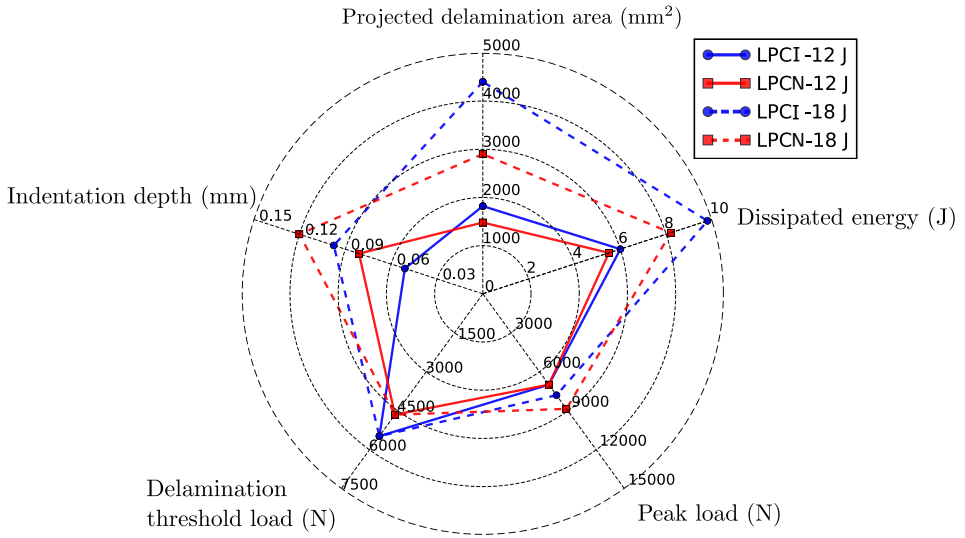 Projected delamination area (mm²)
5000
4000
3000
2000
1000
0
LPCI -12 J
LPCN-12 J
LPCI -18 J
LPCN-18 J
Indentation depth (mm)
0.15
0.12
0.09
0.06
0.03
Dissipated energy (J)
10
8
6
4
2
1500
3000
4500
6000
7500
Delamination
threshold load (N)
3000
6000
9000
12000
15000
Peak load (N)